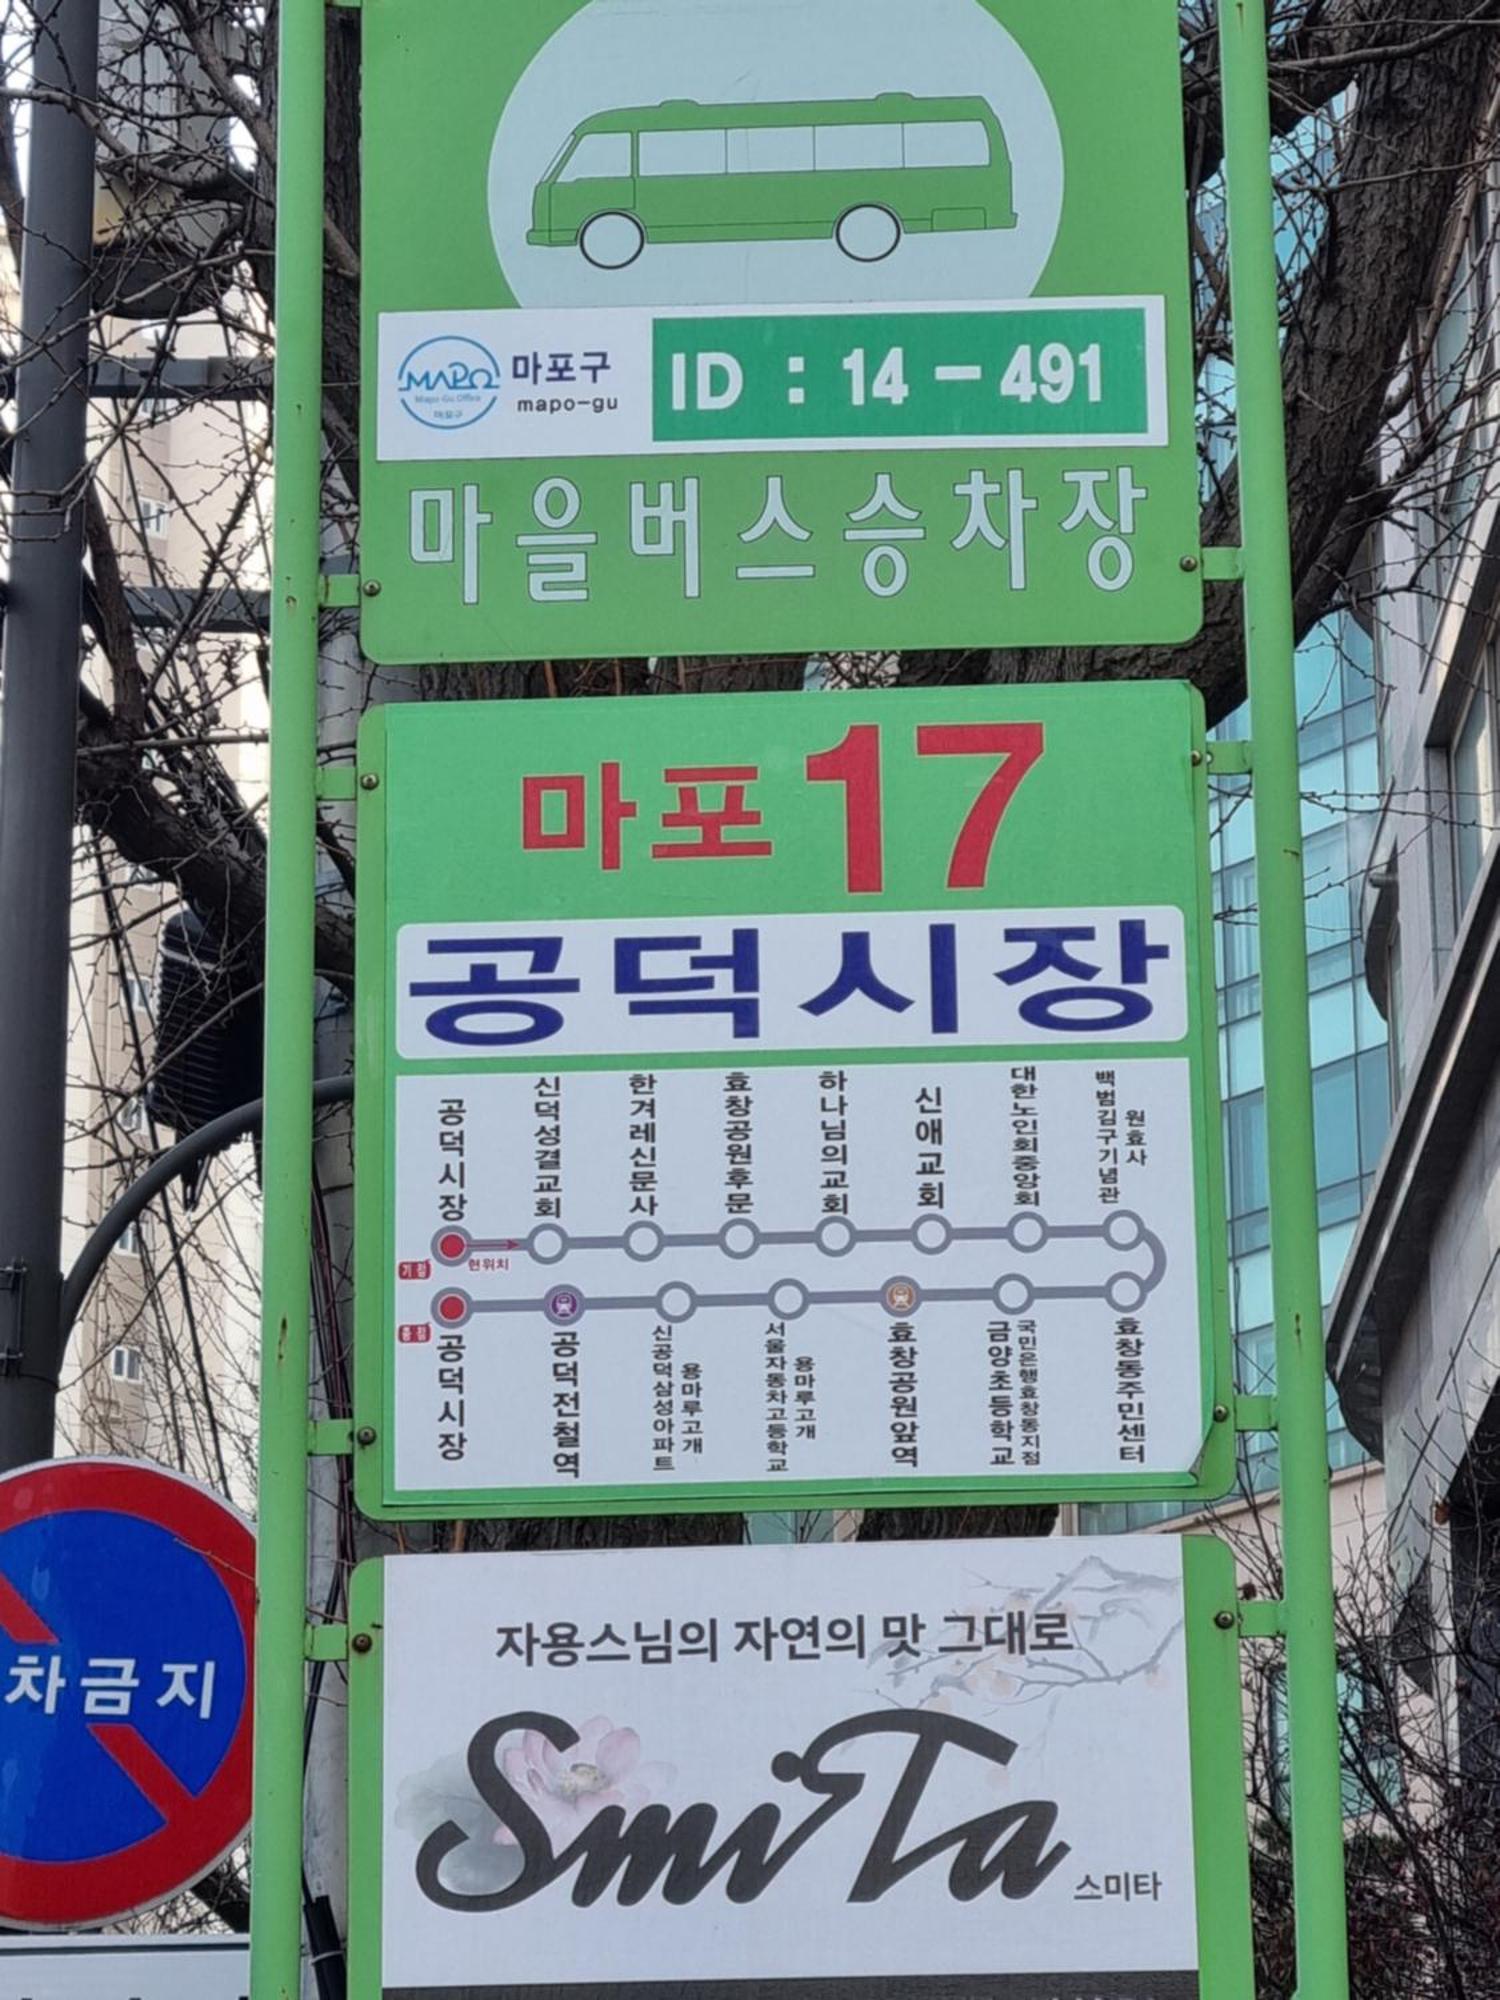 MAPO
Mapo-Gu Office
마포구
마포구
mapo-gu
ID : 14 - 491
마을버스승차장
마포 17
공덕시장
공덕시장
신덕성결교회
한겨레신문사
효창공원후문
하나님의교회
신애교회
대한노인회중앙회
백범김구기념관
원효사
기점
현위치
종점
공덕시장
공덕전철역
신공덕삼성아파트
용마루고개
서울자동차고등학교
용마루고개
효창공원앞역
금양초등학교
국민은행효창동지점
효창동주민센터
차금지
자용스님의 자연의 맛 그대로
SmiTa
스미타